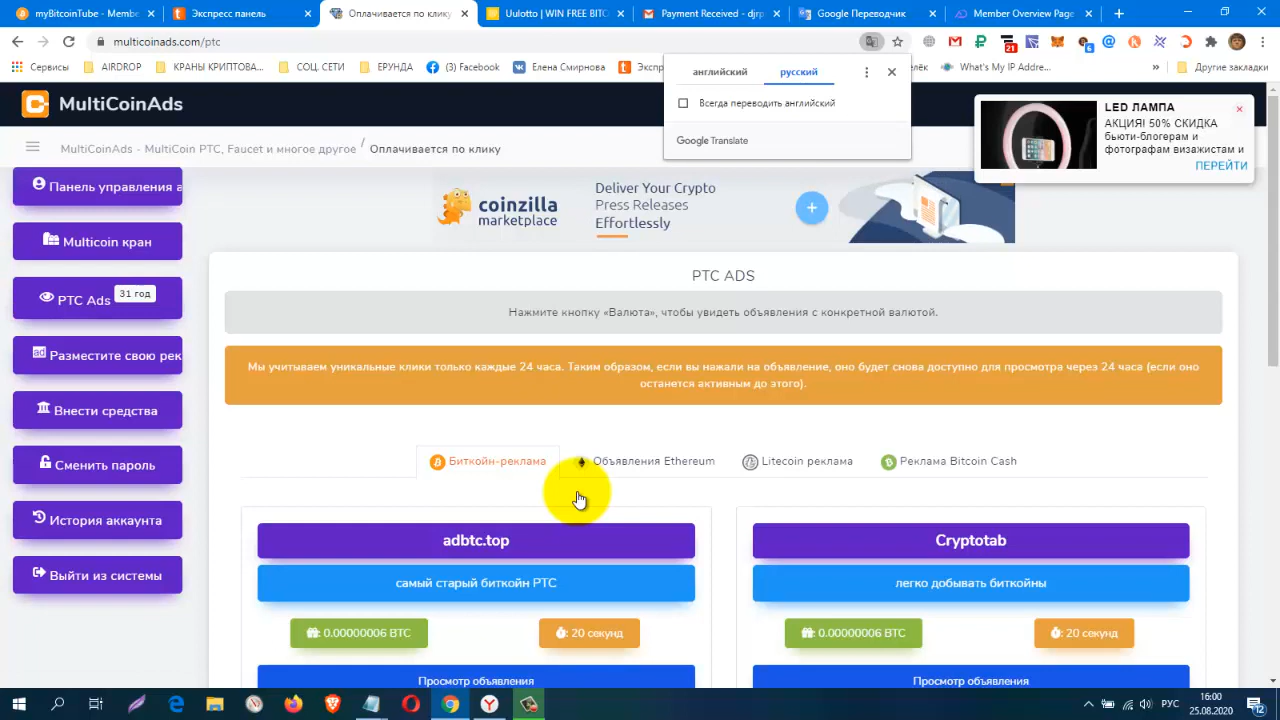 myBitcoinTube - Membe
Экспресс панель
Оплачивается по клику
Uulotto | WIN FREE BITC
Payment Received - djrp
Google Переводчик
Member Overview Page
multicoinads.com/ptc
Сервисы
AIRDROP
КРАНЫ КРИПТОВА...
СОЦ. СЕТИ
ЕРУНДА
(3) Facebook
Елена Смирнова
What's My IP Addre...
Другие закладки
21
6
английский
русский
Всегда переводить английский
Google Translate
MultiCoinAds
MultiCoinAds - MultiCoin PTC, Faucet и многое другое / Оплачивается по клику
LED ЛАМПА
АКЦИЯ! 50% СКИДКА
бьюти-блогерам и
фотографам визажистам и
ПЕРЕЙТИ
Панель управления а
Multicoin кран
PTC Ads 31 год
Разместите свою рек
Внести средства
Сменить пароль
История аккаунта
Выйти из системы
coinzilla
marketplace
Deliver Your Crypto
Press Releases
Effortlessly
PTC ADS
Нажмите кнопку «Валюта», чтобы увидеть объявления с конкретной валютой.
Мы учитываем уникальные клики только каждые 24 часа. Таким образом, если вы нажали на объявление, оно будет снова доступно для просмотра через 24 часа (если оно
останется активным до этого).
Биткойн-реклама
Объявления Ethereum
Litecoin реклама
Реклама Bitcoin Cash
adbtc.top
самый старый биткойн PTC
: 0.00000006 BTC
: 20 секунд
Просмотр объявления
Cryptotab
легко добывать биткойны
: 0.00000006 BTC
: 20 секунд
Просмотр объявления
РУС
16:00
25.08.2020
12